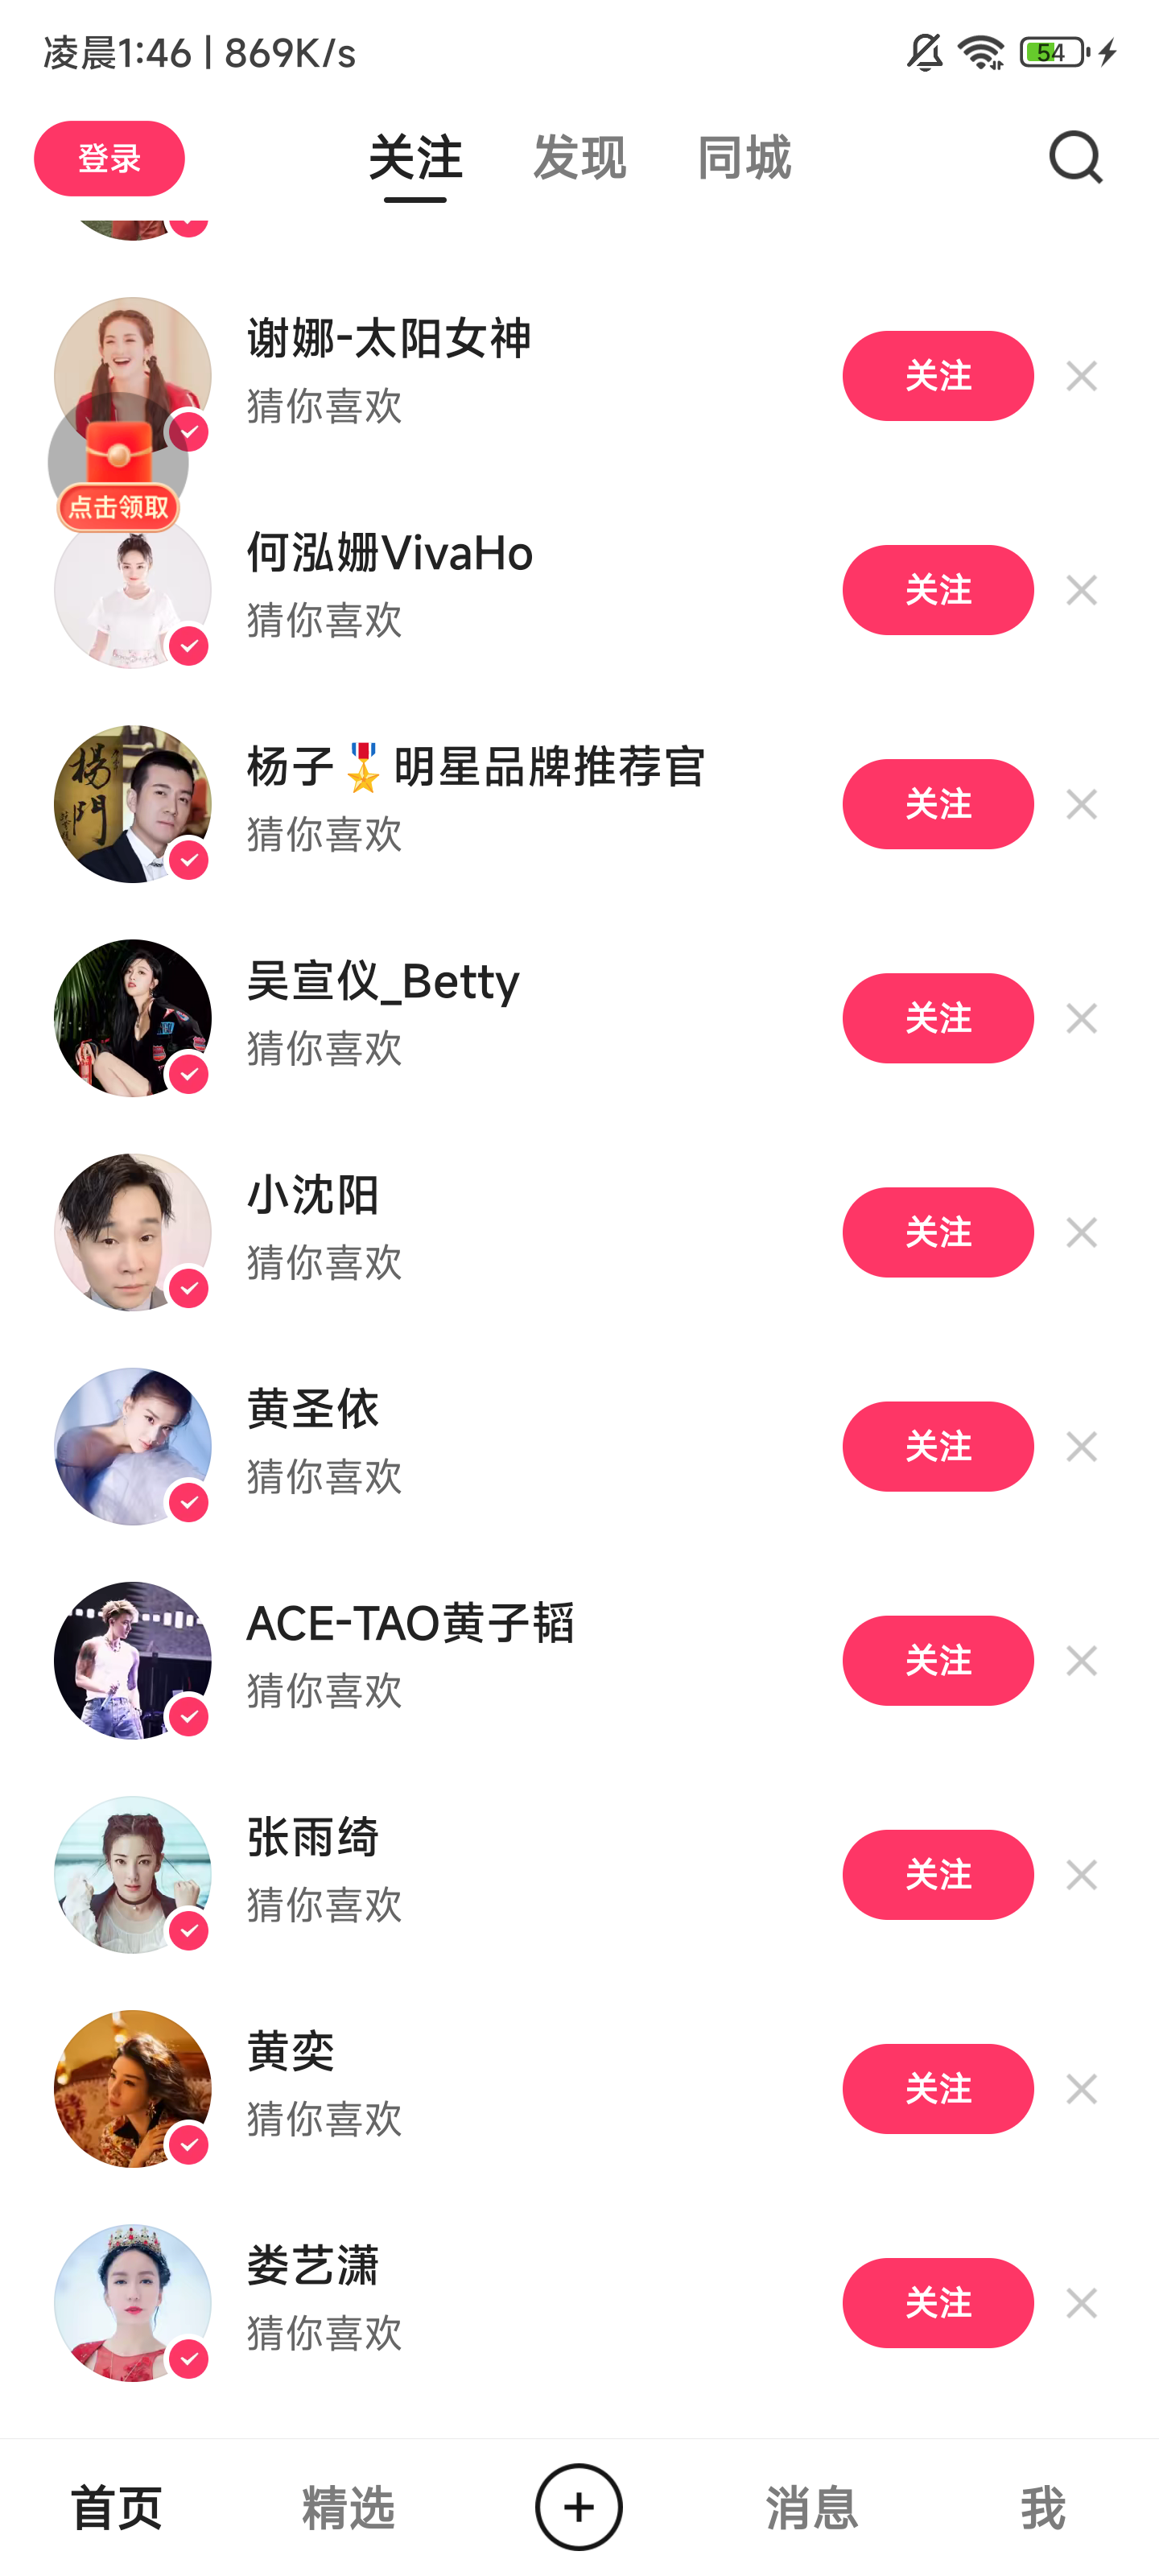 凌晨1:46 | 869K/s
54
登录
关注
发现
同城
谢娜-太阳女神
猜你喜欢
关注
点击领取
何泓姗VivaHo
猜你喜欢
关注
楊門
杨子🎖️明星品牌推荐官
猜你喜欢
关注
吴宣仪_Betty
猜你喜欢
关注
小沈阳
猜你喜欢
关注
黄圣依
猜你喜欢
关注
ACE-TAO黄子韬
猜你喜欢
关注
张雨绮
猜你喜欢
关注
黄奕
猜你喜欢
关注
娄艺潇
猜你喜欢
关注
首页
精选
消息
我